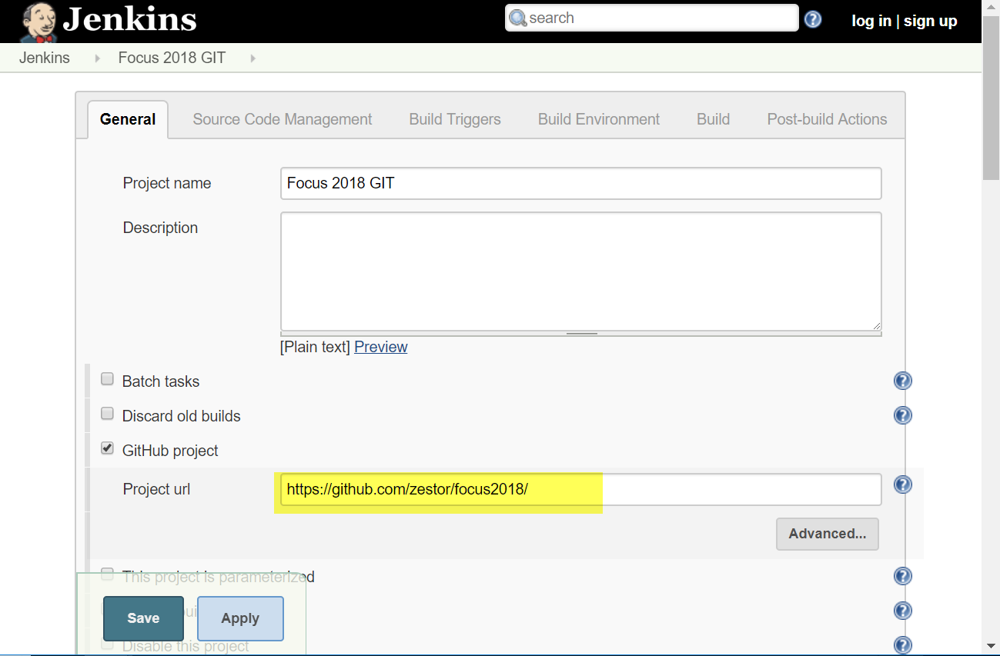 Jenkins
search
log in | sign up
Jenkins
Focus 2018 GIT
General
Source Code Management
Build Triggers
Build Environment
Build
Post-build Actions
Project name
Focus 2018 GIT
Description
[Plain text] Preview
Batch tasks
Discard old builds
GitHub project
Project url
https://github.com/zestor/focus2018/
Advanced...
This project is parameterized
Save
Apply
Disable this project